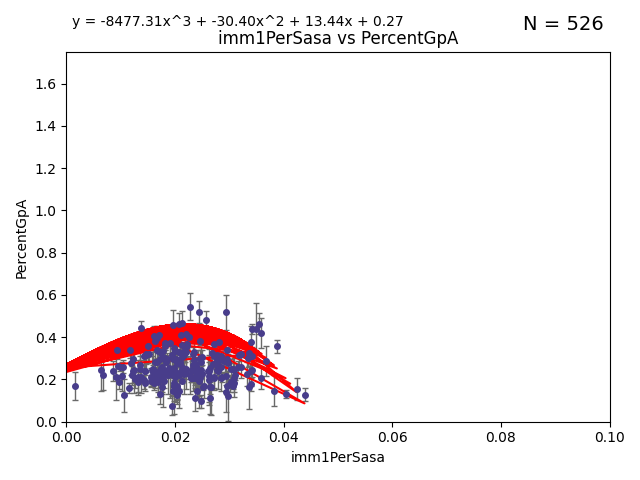 y = -8477.31x^3 + -30.40x^2 + 13.44x + 0.27
N = 526
imm1PerSasa vs PercentGpA
PercentGpA
1.6
1.4
1.2
1.0
0.8
0.6
0.4
0.2
0.0
0.00 0.02 0.04 0.06 0.08 0.10
imm1PerSasa